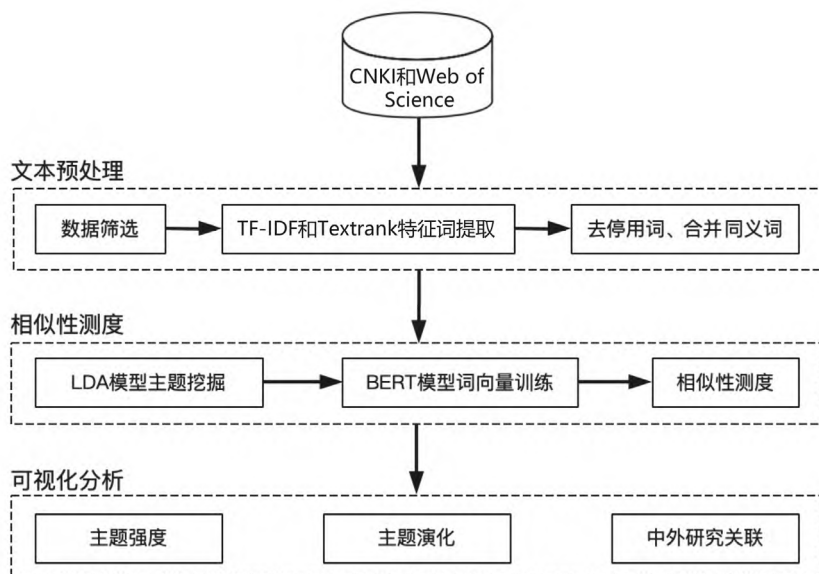 CNKI和Web of
Science
文本预处理
数据筛选
TF-IDF和Textrank特征词提取
去停用词、合并同义词
相似性测度
LDA模型主题挖掘
BERT模型词向量训练
相似性测度
可视化分析
主题强度
主题演化
中外研究关联